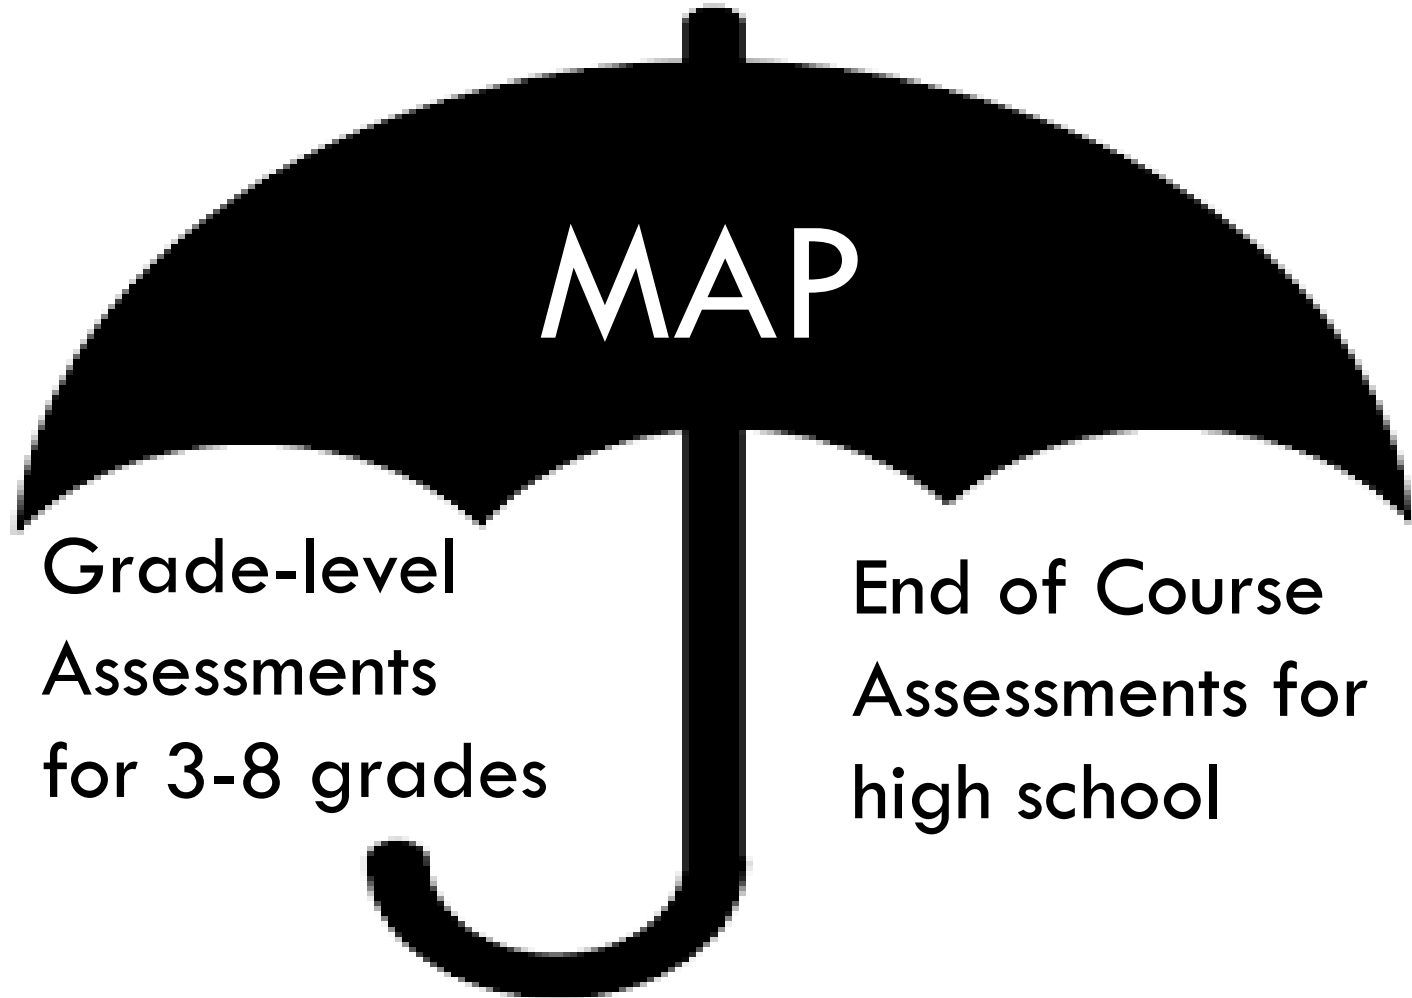 MAP
Grade-level
Assessments
for 3-8 grades
End of Course
Assessments for
high school